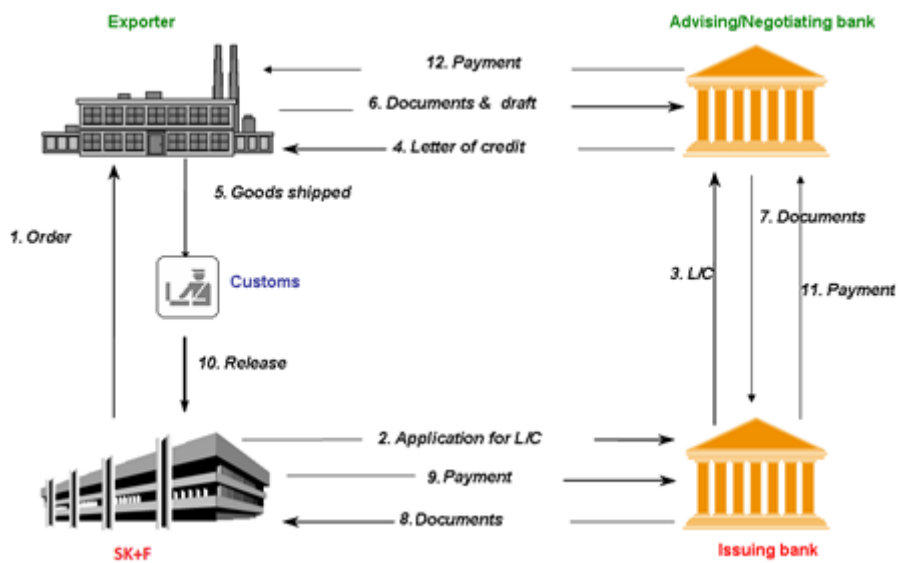 Exporter
Advising/Negotiating bank
12. Payment
6. Documents & draft
4. Letter of credit
5. Goods shipped
7. Documents
1. Order
3. L/C
Customs
11. Payment
10. Release
2. Application for L/C
9. Payment
8. Documents
SK+F
Issuing bank